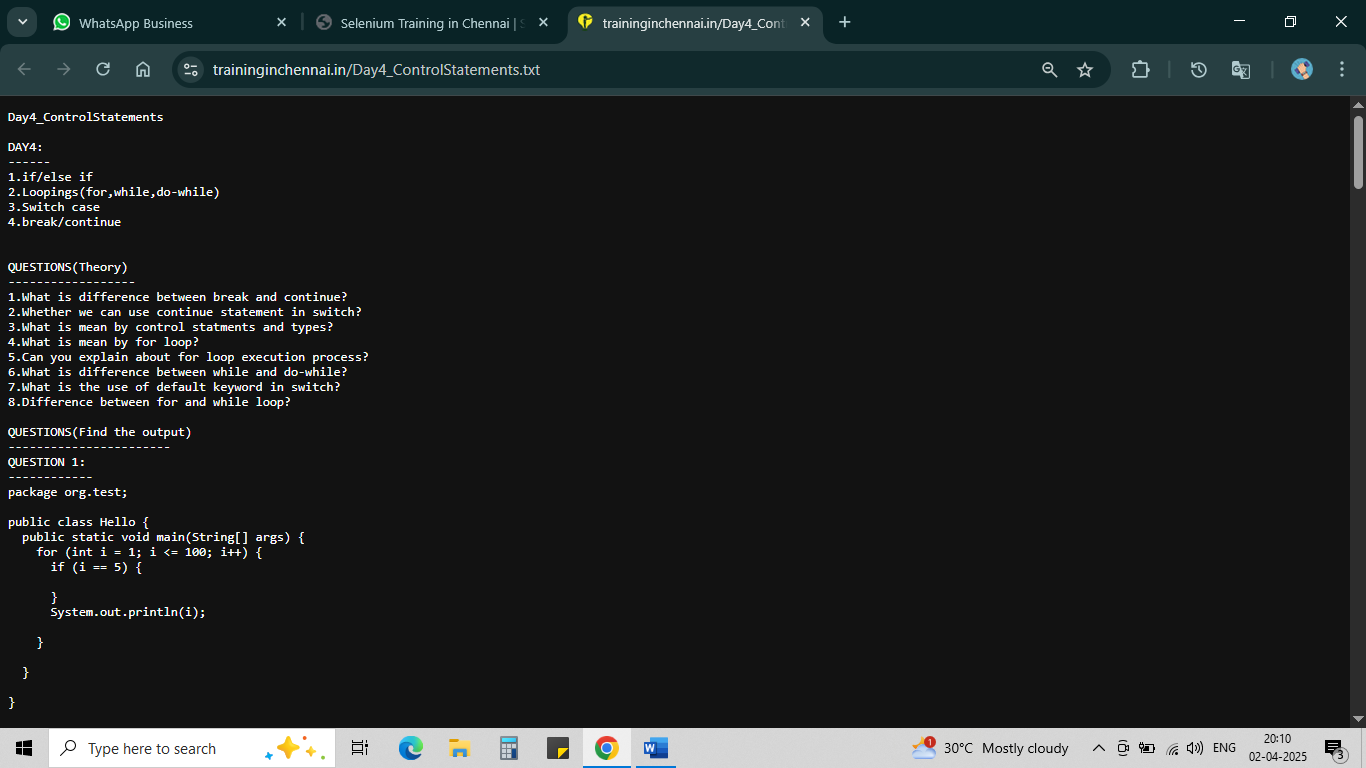 WhatsApp Business
Selenium Training in Chennai |
traininginchennai.in/Day4_Cont
traininginchennai.in/Day4_ControlStatements.txt
Day4_ControlStatements
DAY4:
------
1.if/else if
2.Loopings(for,while,do-while)
3.Switch case
4.break/continue
QUESTIONS(Theory)
------------------
1.What is difference between break and continue?
2.Whether we can use continue statement in switch?
3.What is mean by control statments and types?
4.What is mean by for loop?
5.Can you explain about for loop execution process?
6.What is difference between while and do-while?
7.What is the use of default keyword in switch?
8.Difference between for and while loop?
QUESTIONS(Find the output)
-----------------------
QUESTION 1:
------------
package org.test;
public class Hello {
  public static void main(String[] args) {
    for (int i = 1; i <= 100; i++) {
      if (i == 5) {
      }
      System.out.println(i);
    }
  }
}
Type here to search
1
30°C Mostly cloudy
ENG
20:10
02-04-2025
3